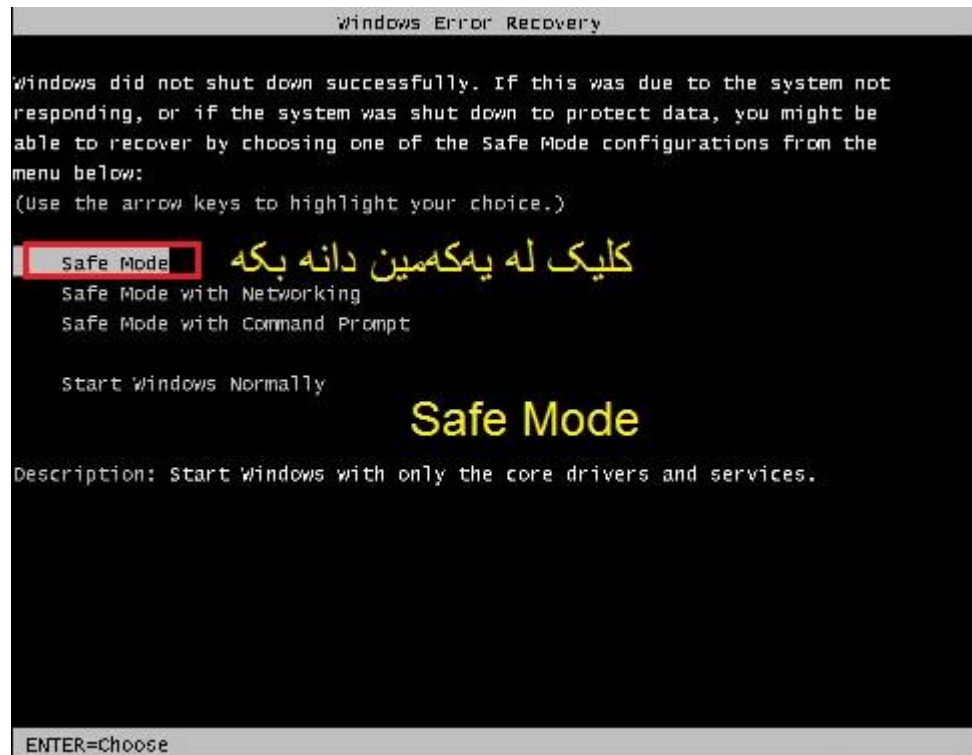 Windows Error Recovery
Windows did not shut down successfully. If this was due to the system not
responding, or if the system was shut down to protect data, you might be
able to recover by choosing one of the Safe Mode configurations from the
menu below:
(Use the arrow keys to highlight your choice.)
Safe Mode
کلیک لە یەکەمین دانە بکە
Safe Mode with Networking
Safe Mode with Command Prompt
Start Windows Normally
Safe Mode
Description: Start Windows with only the core drivers and services.
ENTER=Choose